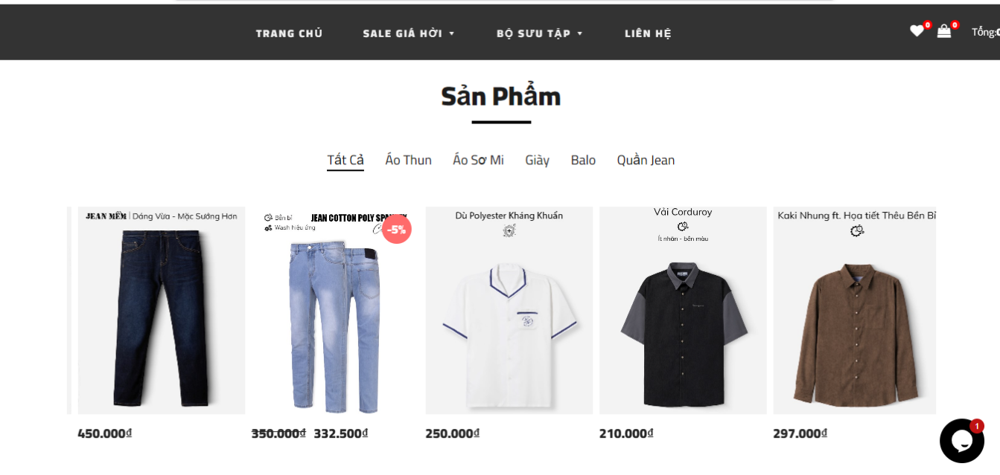 TRANG CHỦ
SALE GIÁ HỜI
BỘ SƯU TẬP
LIÊN HỆ
0
0
Tổng:
Sản Phẩm
Tất Cả
Áo Thun
Áo Sơ Mi
Giày
Balo
Quần Jean
JEAN MỀM | Dáng Vừa - Mặc Sướng Hơn
Bền bỉ
Wash hiệu ứng
JEAN COTTON POLY
-5%
Dù Polyester Kháng Khuẩn
Vải Corduroy
Ít nhăn - bền màu
Kaki Nhung ft. Họa tiết Thêu Bền Bỉ
450.000₫
350.000₫ 332.500₫
250.000₫
210.000₫
297.000₫
1